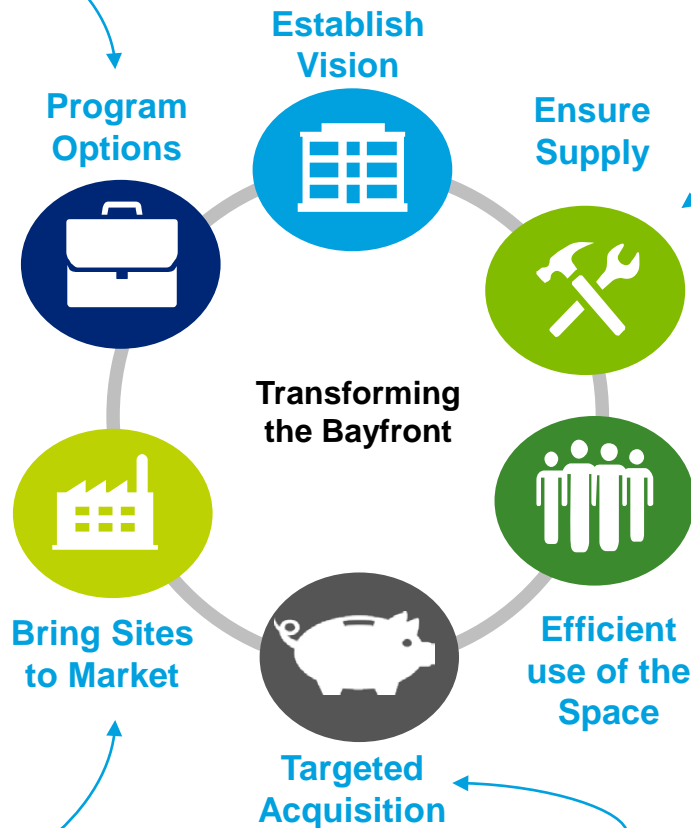 Establish
Vision
Program
Options
Ensure
Supply
Transforming
the Bayfront
Bring Sites
to Market
Efficient
use of the
Space
Targeted
Acquisition